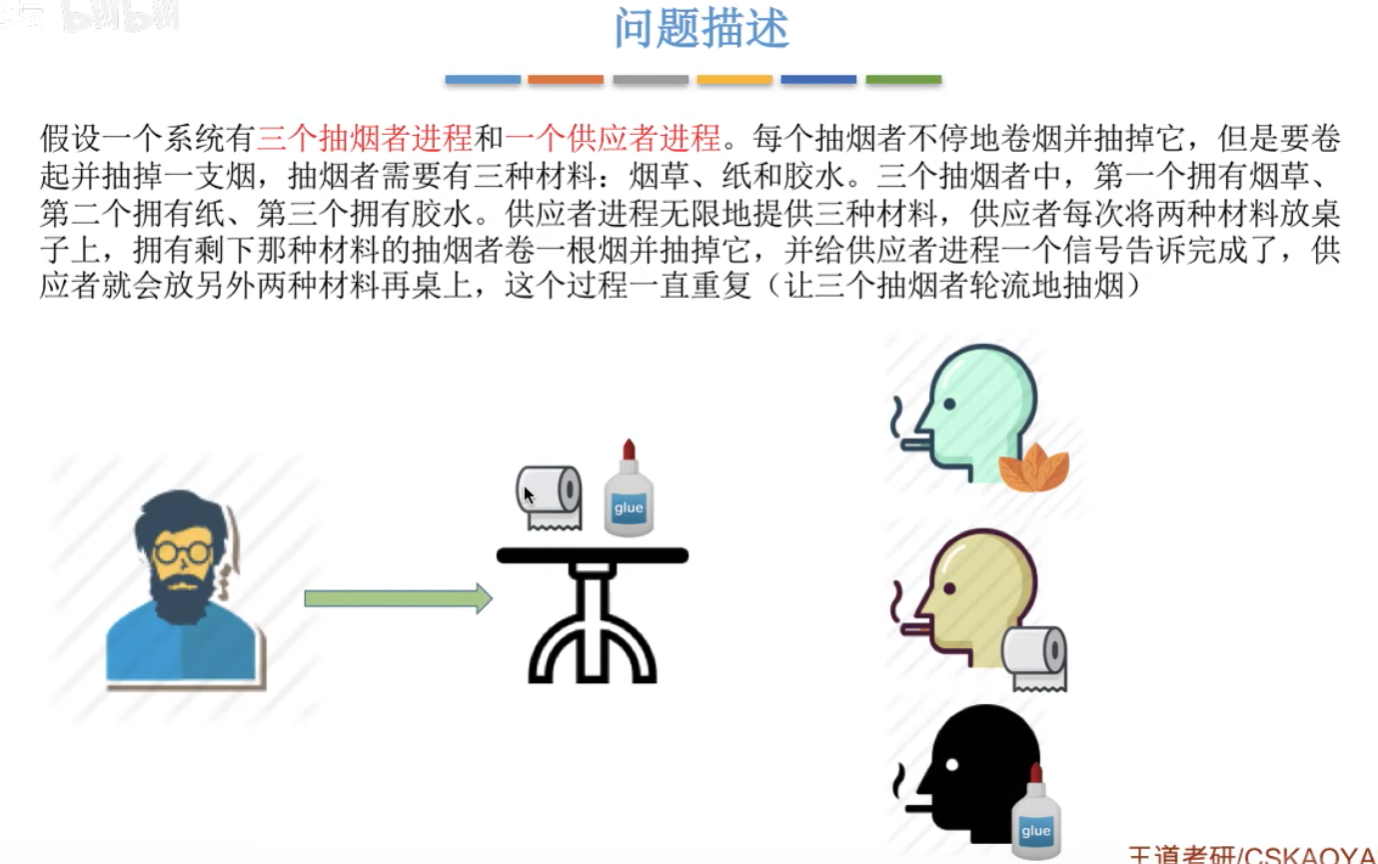 bilibili
问题描述
假设一个系统有三个抽烟者进程和一个供应者进程。每个抽烟者不停地卷烟并抽掉它，但是要卷
起并抽掉一支烟，抽烟者需要有三种材料：烟草、纸和胶水。三个抽烟者中，第一个拥有烟草、
第二个拥有纸、第三个拥有胶水。供应者进程无限地提供三种材料，供应者每次将两种材料放桌
子上，拥有剩下那种材料的抽烟者卷一根烟并抽掉它，并给供应者进程一个信号告诉完成了，供
应者就会放另外两种材料再桌上，这个过程一直重复（让三个抽烟者轮流地抽烟）
glue
glue
王道考研/CSKAOYA